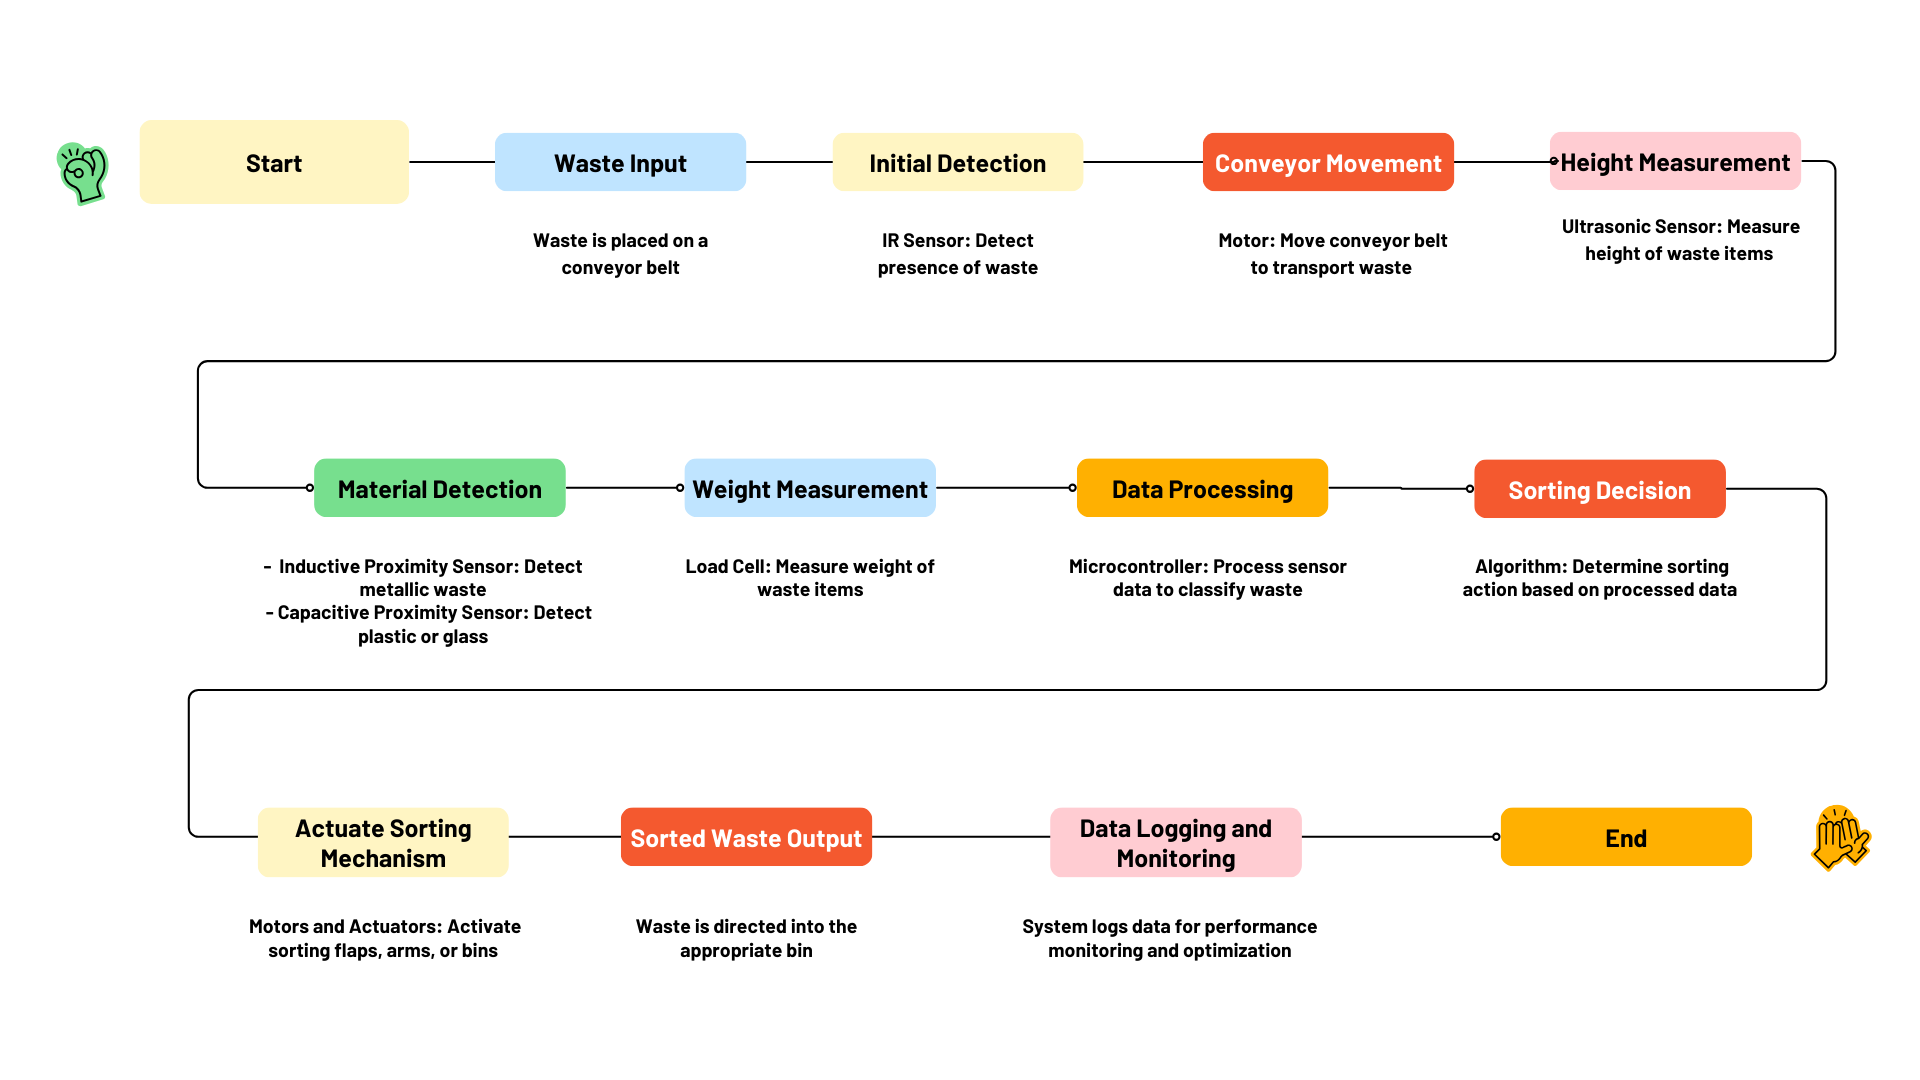 Start
Waste Input
Initial Detection
Conveyor Movement
Height Measurement
Waste is placed on a
conveyor belt
IR Sensor: Detect
presence of waste
Motor: Move conveyor belt
to transport waste
Ultrasonic Sensor: Measure
height of waste items
Material Detection
Weight Measurement
Data Processing
Sorting Decision
- Inductive Proximity Sensor: Detect
metallic waste
- Capacitive Proximity Sensor: Detect
plastic or glass
Load Cell: Measure weight of
waste items
Microcontroller: Process sensor
data to classify waste
Algorithm: Determine sorting
action based on processed data
Actuate Sorting
Mechanism
Sorted Waste Output
Data Logging and
Monitoring
End
Motors and Actuators: Activate
sorting flaps, arms, or bins
Waste is directed into the
appropriate bin
System logs data for performance
monitoring and optimization